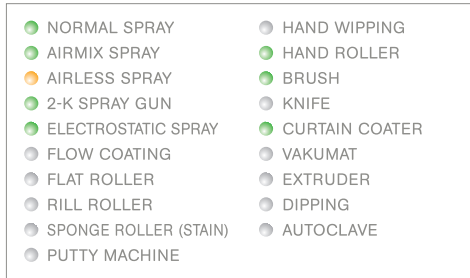 NORMAL SPRAY
AIRMIX SPRAY
AIRLESS SPRAY
2-K SPRAY GUN
ELECTROSTATIC SPRAY
FLOW COATING
FLAT ROLLER
RILL ROLLER
SPONGE ROLLER (STAIN)
PUTTY MACHINE
HAND WIPPING
HAND ROLLER
BRUSH
KNIFE
CURTAIN COATER
VAKUMAT
EXTRUDER
DIPPING
AUTOCLAVE